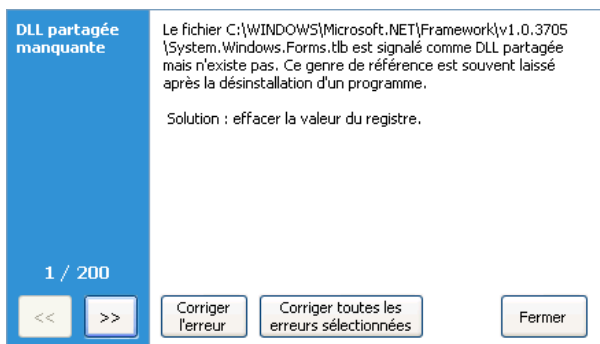 DLL partagée
manquante
Le fichier C:\WINDOWS\Microsoft.NET\Framework\v1.0.3705
\System.Windows.Forms.tlb est signalé comme DLL partagée
mais n'existe pas. Ce genre de référence est souvent laissé
après la désinstallation d'un programme.
Solution : effacer la valeur du registre.
1 / 200
<<
>>
Corriger
l'erreur
Corriger toutes les
erreurs sélectionnées
Fermer